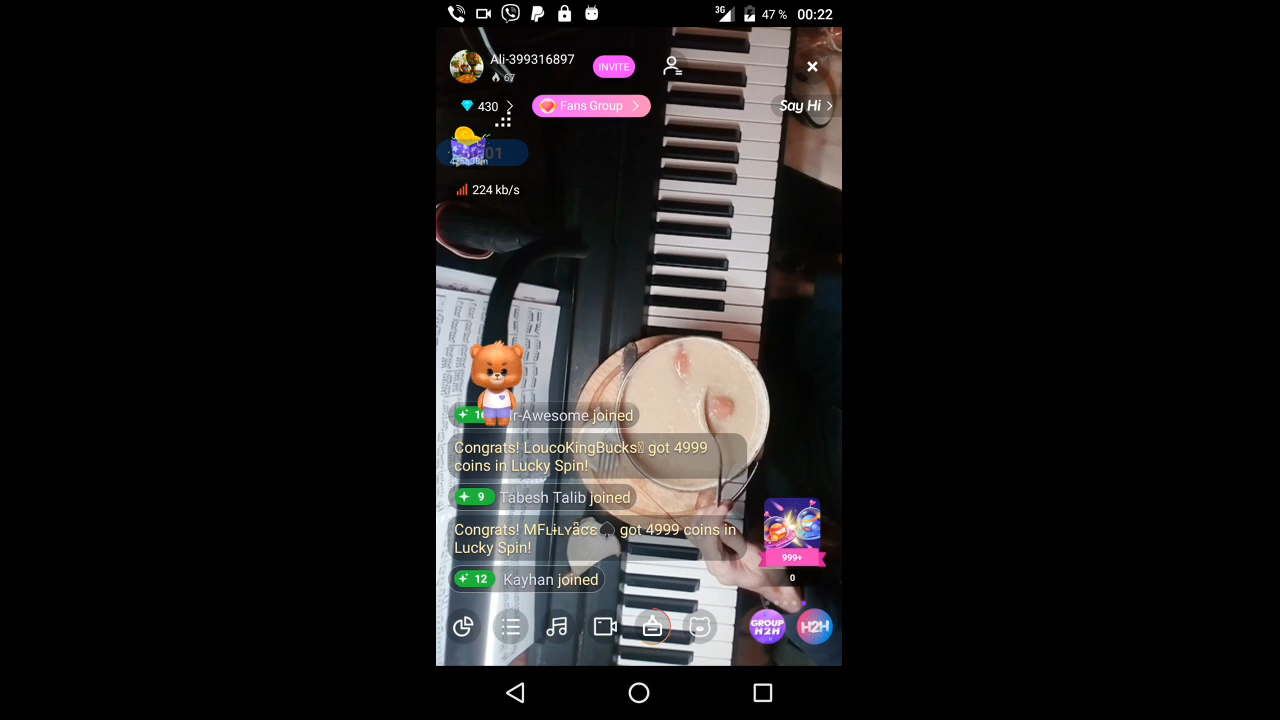 3G 47 % 00:22
Ali-399316897
67
INVITE
430
Fans Group
Say Hi
01
224 kb/s
r-Awesome joined
Congrats! LoucoKingBucks got 4999
coins in Lucky Spin!
9 Tabesh Talib joined
Congrats! MFʟɨʟʏǟcɛ♠ got 4999 coins in
Lucky Spin!
12 Kayhan joined
999+
0
GROUP
H2H
H2H